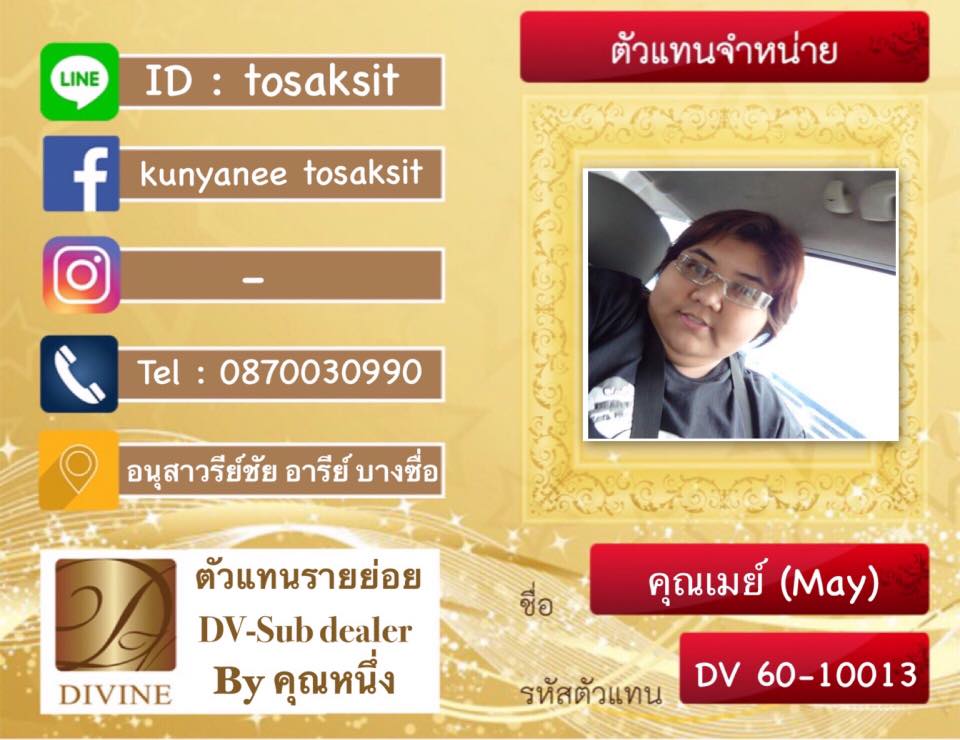 LINE
ID : tosaksit
kunyanee tosaksit
-
Tel : 0870030990
อนุสาวรีย์ชัย อารีย์ บางซื่อ
DIVINE
ตัวแทนรายย่อย
DV-Sub dealer
By คุณหนึ่ง
ตัวแทนจำหน่าย
ชื่อ
คุณเมย์ (May)
รหัสตัวแทน
DV 60-10013